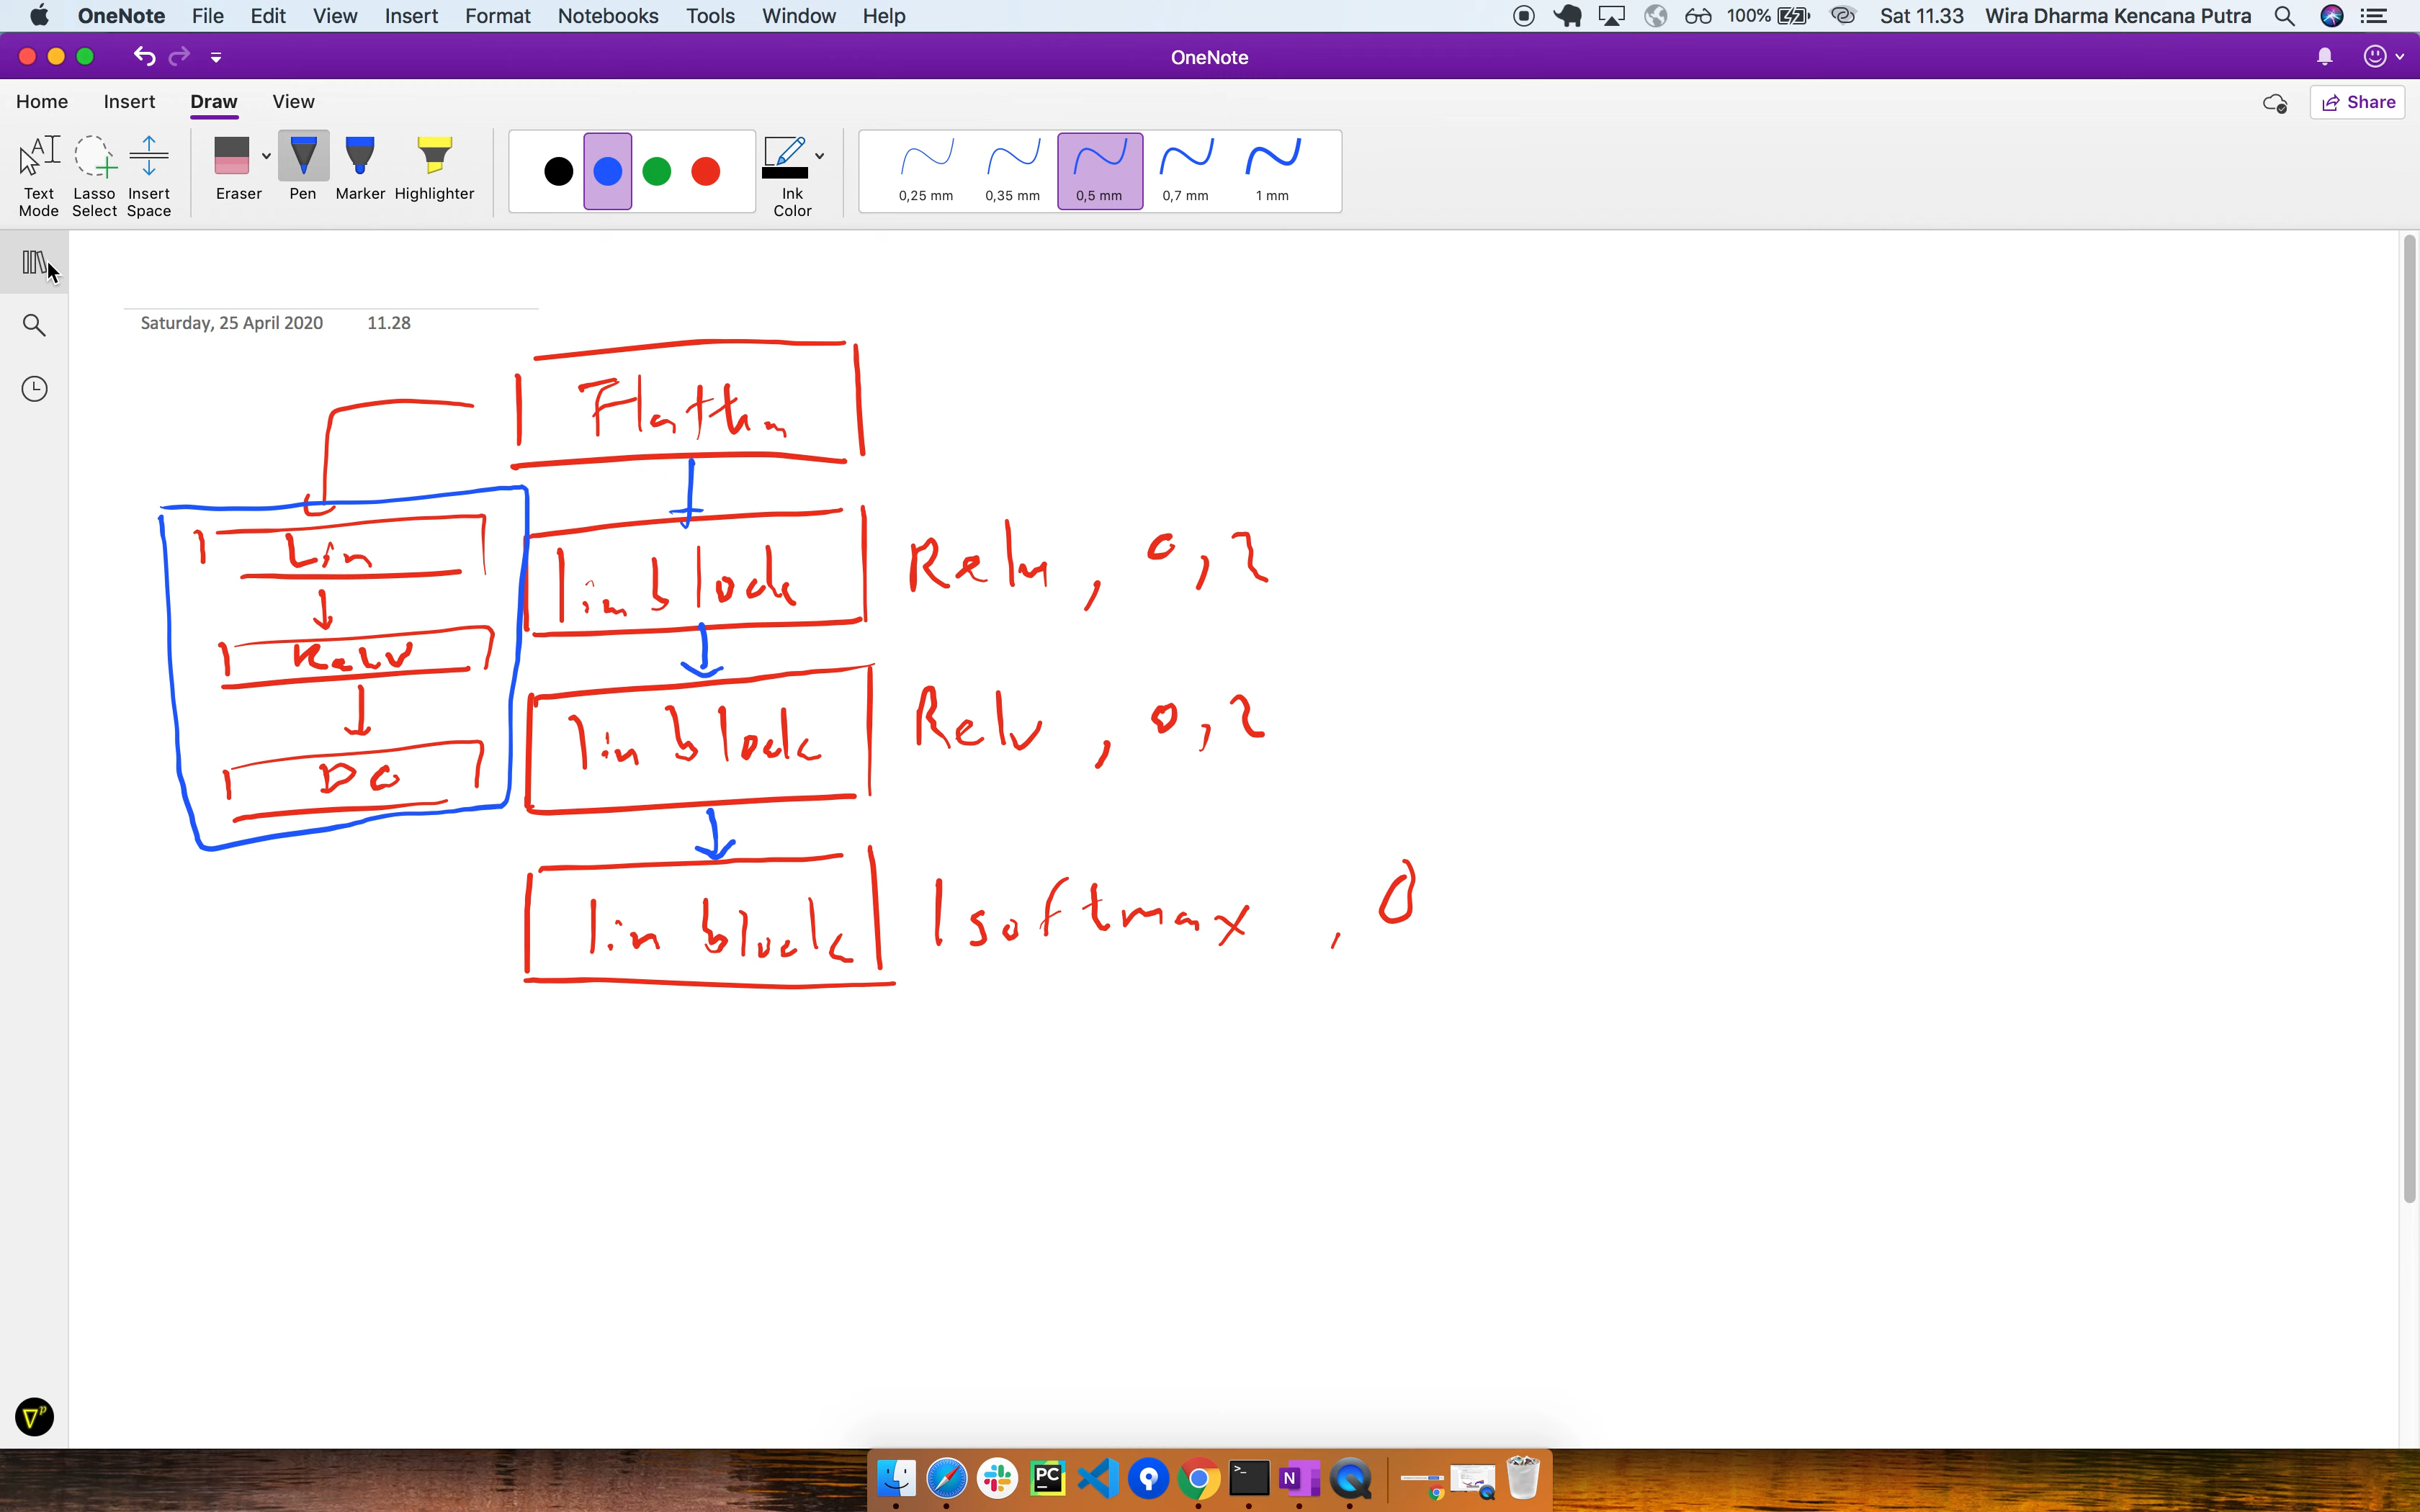 OneNote File Edit View Insert Format Notebooks Tools Window Help 100% Sat 11.33 Wira Dharma Kencana Putra
OneNote
Home Insert Draw View Share
Text Mode
Lasso Select
Insert Space
Eraser
Pen
Marker
Highlighter
Ink Color
0,25 mm 0,35 mm 0,5 mm 0,7 mm 1 mm
Saturday, 25 April 2020 11.28
Flatten
Lin
Relu
DO
lin block Relu , 0,2
lin block Relu , 0,2
lin block lsoftmax , 0
∇p
PC
>_
N